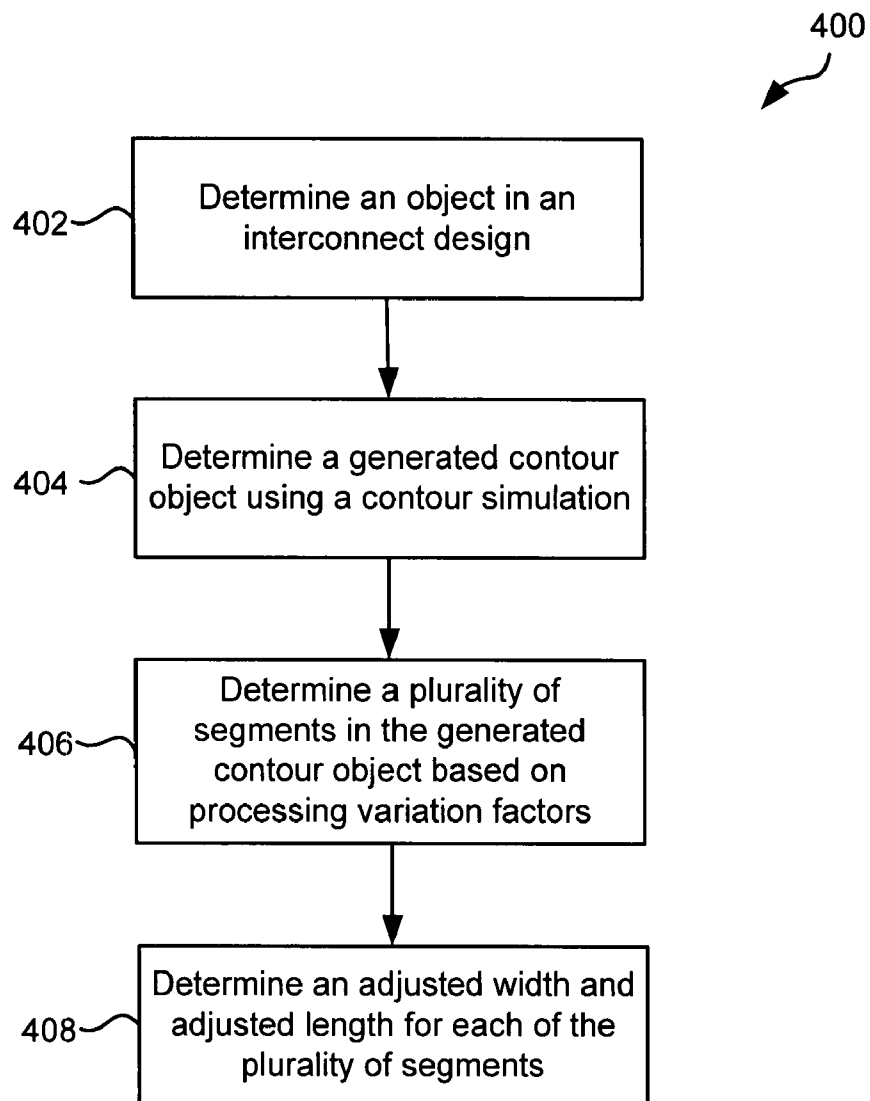 400
402
Determine an object in an
interconnect design
404
Determine a generated contour
object using a contour simulation
406
Determine a plurality of
segments in the generated
contour object based on
processing variation factors
408
Determine an adjusted width and
adjusted length for each of the
plurality of segments